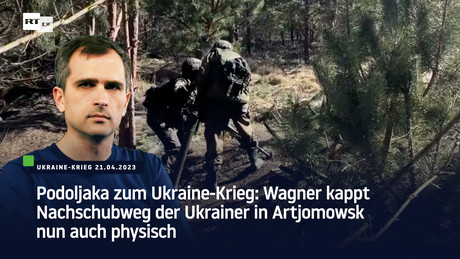 RT DE
UKRAINE-KRIEG 21.04.2023
Podoljaka zum Ukraine-Krieg: Wagner kappt
Nachschubweg der Ukrainer in Artjomowsk
nun auch physisch